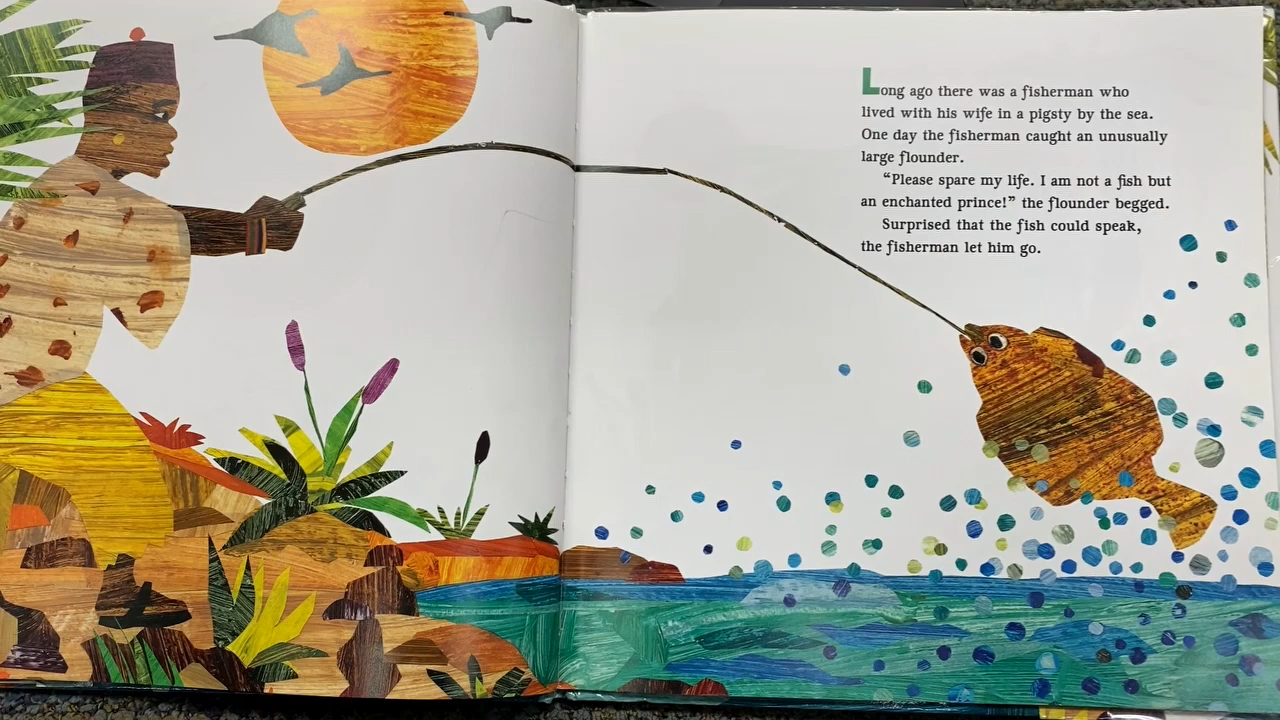 Long ago there was a fisherman who
lived with his wife in a pigsty by the sea.
One day the fisherman caught an unusually
large flounder.
“Please spare my life. I am not a fish but
an enchanted prince!” the flounder begged.
Surprised that the fish could speak,
the fisherman let him go.